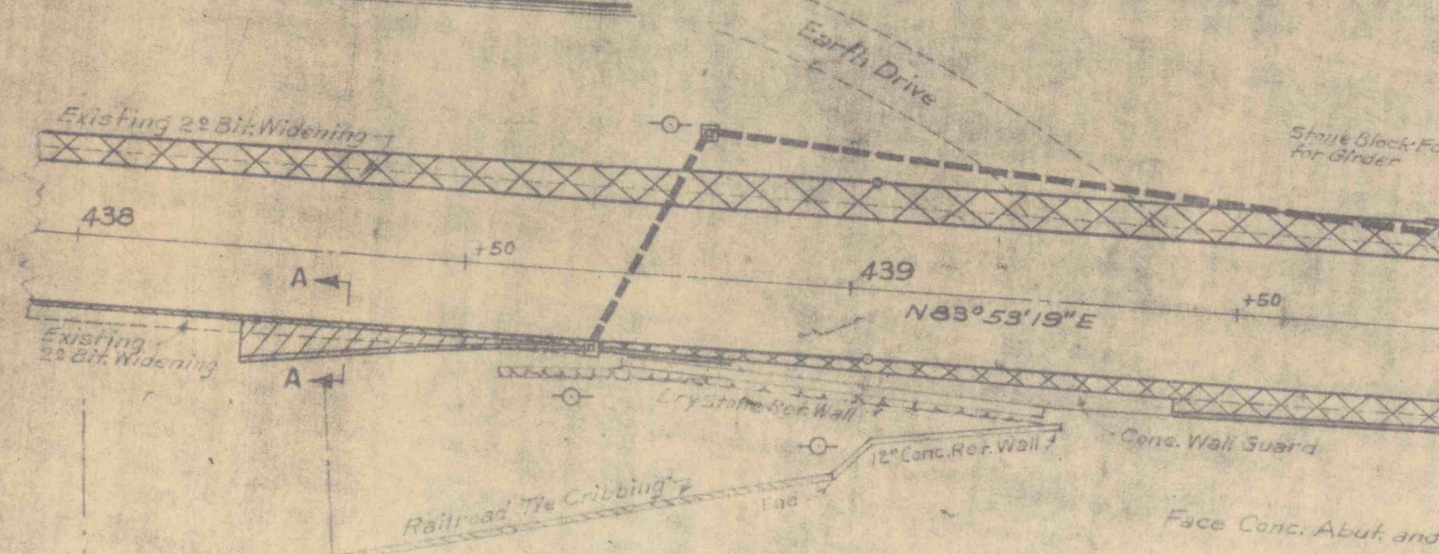 Earth Drive
Existing 2º Bit. Widening
Stone Block
for Girder
438
+50
439
+50
N83°53'19"E
A
Existing
2º Bit. Widening
A
Dry Stone Ret. Wall
12" Conc. Ret. Wall
Conc. Wall Guard
Railroad Tie Cribbing
End
Face Conc. Abut. and